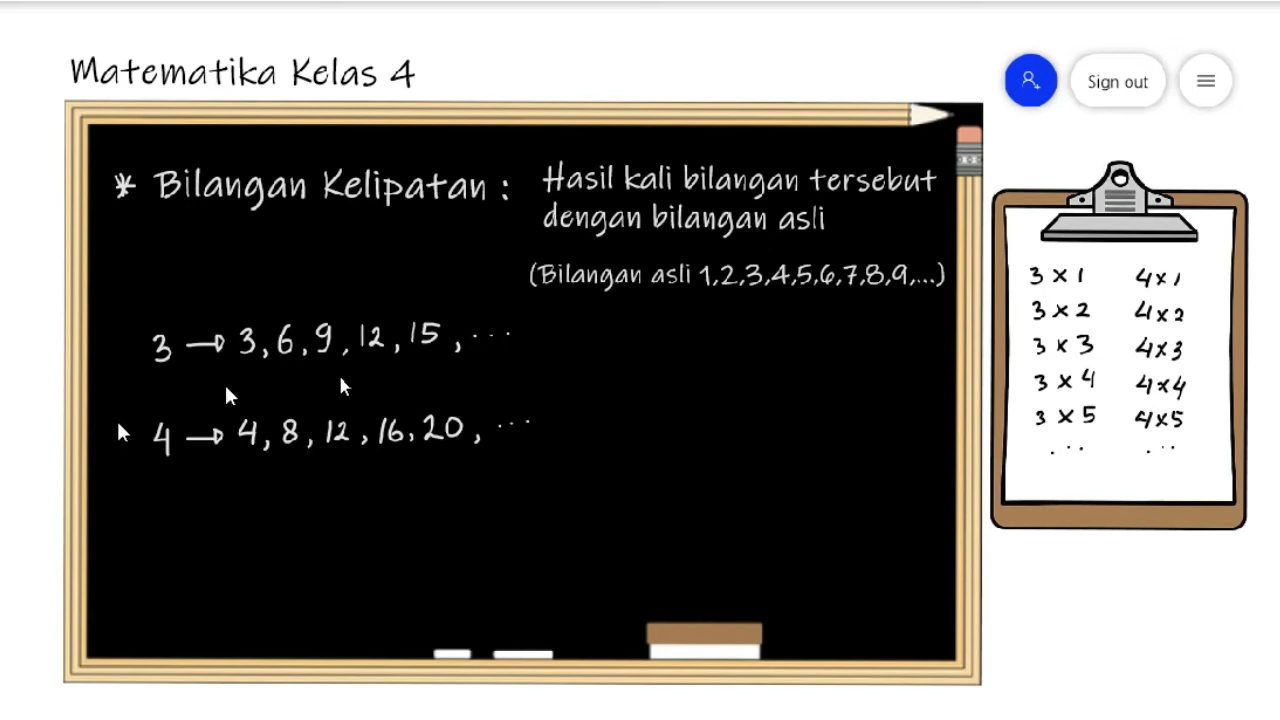 Matematika Kelas 4
Sign out
* Bilangan Kelipatan : Hasil kali bilangan tersebut
dengan bilangan asli
(Bilangan asli 1,2,3,4,5,6,7,8,9,...)
3 → 3, 6, 9, 12, 15, ...
4 → 4, 8, 12, 16, 20, ...
3 x 1 4 x 1
3 x 2 4 x 2
3 x 3 4 x 3
3 x 4 4 x 4
3 x 5 4 x 5
... ...